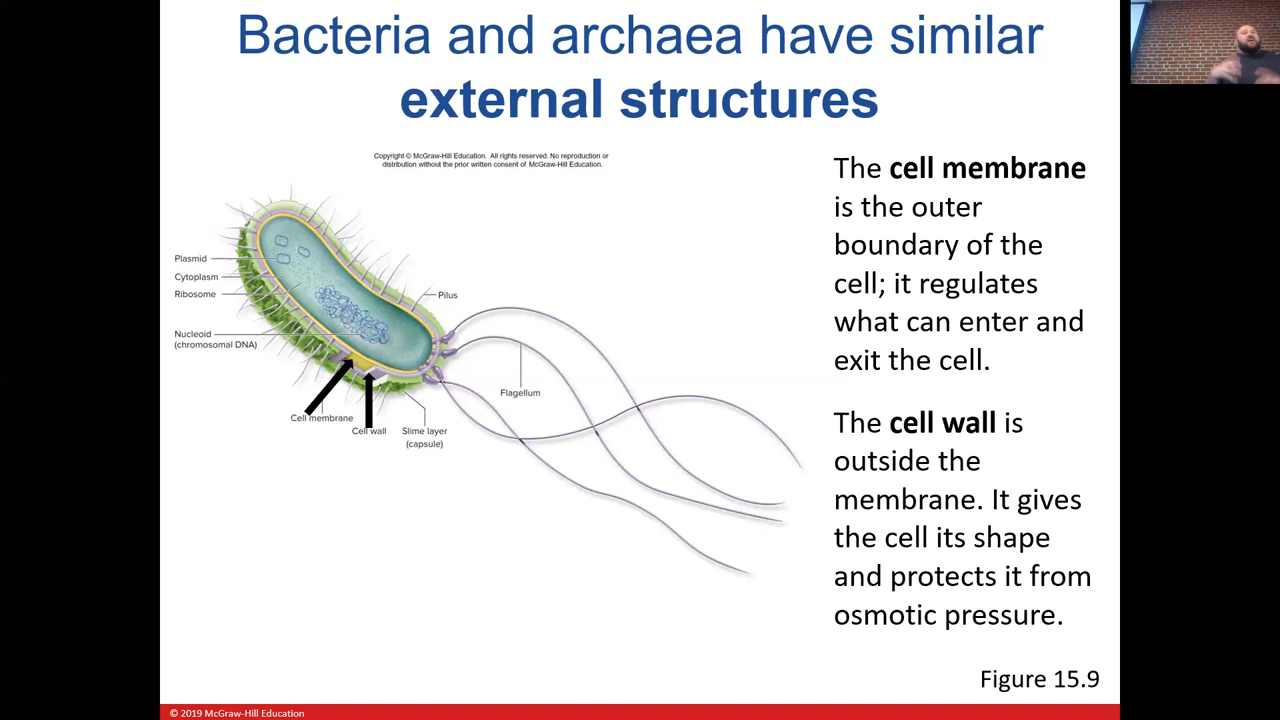 Bacteria and archaea have similar
external structures
Copyright © McGraw-Hill Education. All rights reserved. No reproduction or
distribution without the prior written consent of McGraw-Hill Education.
Plasmid
Cytoplasm
Ribosome
Nucleoid
(chromosomal DNA)
Pilus
Flagellum
Cell membrane
Cell wall
Slime layer
(capsule)
The cell membrane
is the outer
boundary of the
cell; it regulates
what can enter and
exit the cell.
The cell wall is
outside the
membrane. It gives
the cell its shape
and protects it from
osmotic pressure.
Figure 15.9
© 2019 McGraw-Hill Education